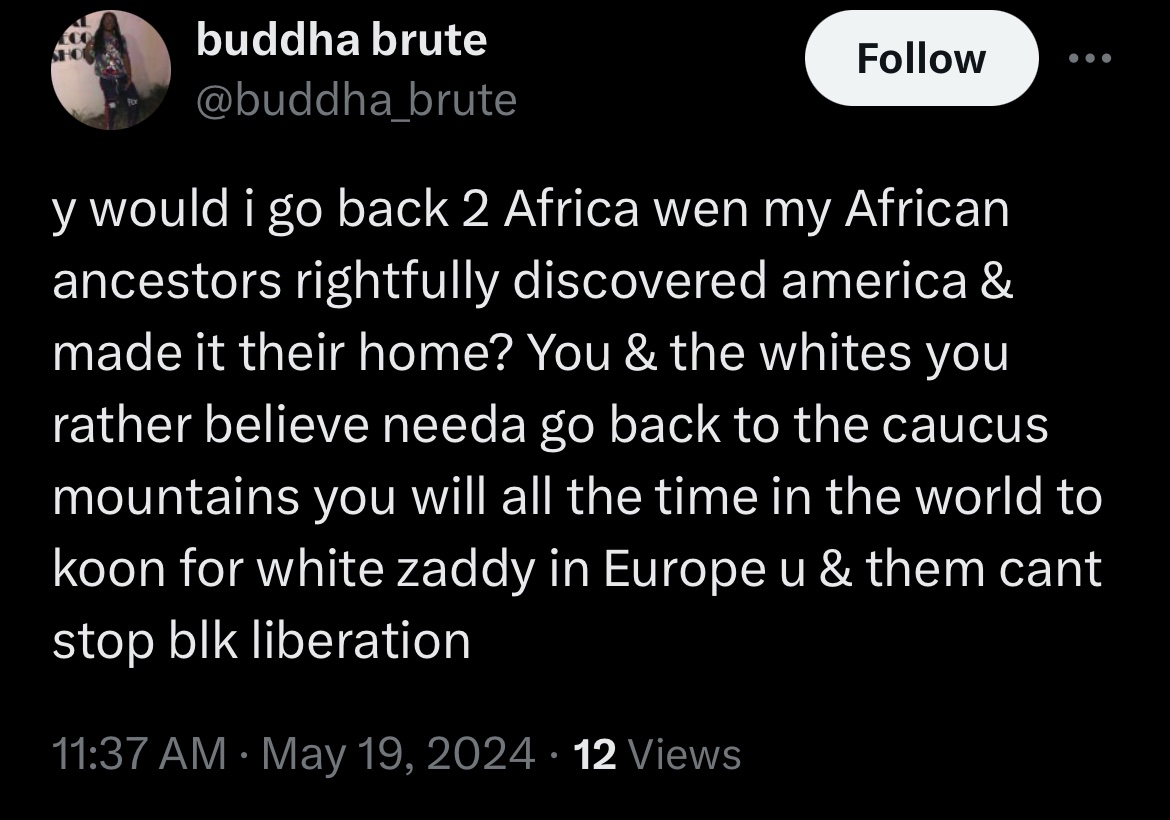 buddha brute
@buddha_brute
Follow
y would i go back 2 Africa wen my African
ancestors rightfully discovered america &
made it their home? You & the whites you
rather believe needa go back to the caucus
mountains you will all the time in the world to
koon for white zaddy in Europe u & them cant
stop blk liberation
11:37 AM · May 19, 2024 · 12 Views